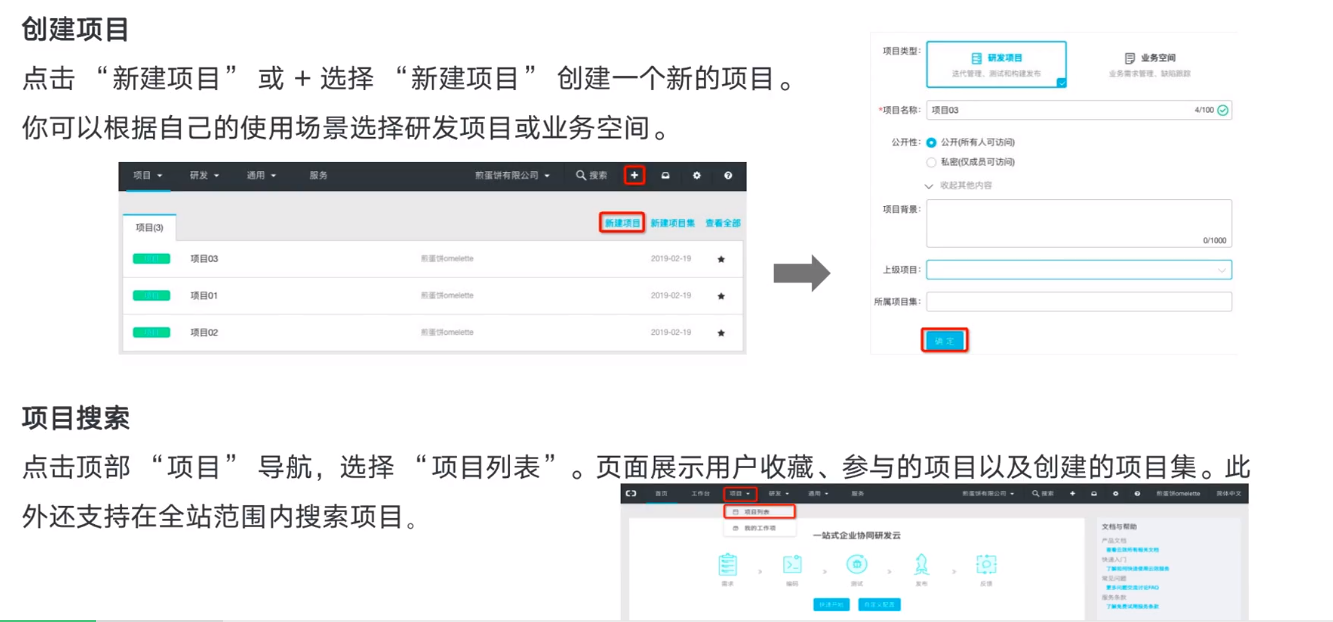 创建项目
点击 “新建项目” 或 + 选择 “新建项目” 创建一个新的项目。
你可以根据自己的使用场景选择研发项目或业务空间。
项目 研发 通用 服务 煎蛋饼有限公司 搜索
项目(3) 新建项目 新建项目集 查看全部
项目03 煎蛋饼omelette 2019-02-19
项目01 煎蛋饼omelette 2019-02-19
项目02 煎蛋饼omelette 2019-02-19
项目类型: 研发项目 业务空间
迭代管理、测试和构建发布 业务需求管理、缺陷跟踪
*项目名称: 项目03 4/100
公开性: 公开(所有人可访问)
私密(仅成员可访问)
收起其他内容
项目背景:
0/1000
上级项目:
所属项目集:
确定
项目搜索
点击顶部 “项目” 导航，选择 “项目列表” 。页面展示用户收藏、参与的项目以及创建的项目集。此
外还支持在全站范围内搜索项目。
首页 工作台 项目 研发 通用 服务 煎蛋饼有限公司 搜索 煎蛋饼omelette 简体中文
项目列表
我的工作项
一站式企业协同研发云
需求 编码 测试 发布 反馈
快速开始
文档与帮助
产品文档
查看云效所有相关文档
快速入门
常见问题
服务条款